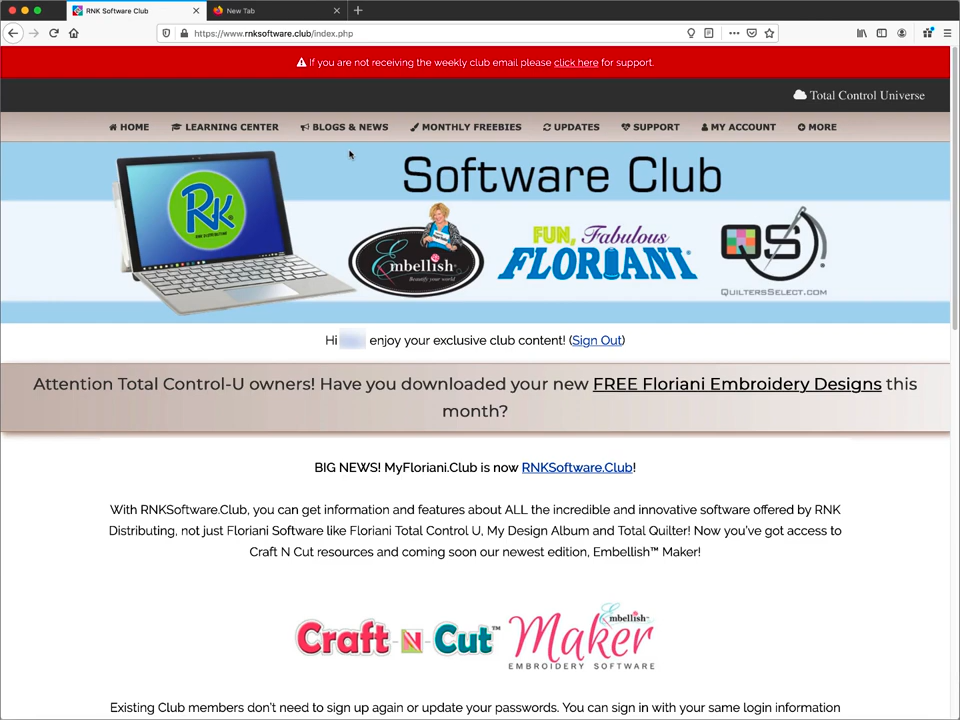 RNK Software Club
New Tab
https://www.rnksoftware.club/index.php
If you are not receiving the weekly club email please click here for support.
Total Control Universe
HOME LEARNING CENTER BLOGS & NEWS MONTHLY FREEBIES UPDATES SUPPORT MY ACCOUNT MORE
Software Club
RNK
Embellish
Beautify your world
FUN, Fabulous
FLORIANI
QS
QUILTERSSELECT.COM
Hi enjoy your exclusive club content! (Sign Out)
Attention Total Control-U owners! Have you downloaded your new FREE Floriani Embroidery Designs this
month?
BIG NEWS! MyFloriani.Club is now RNKSoftware.Club!
With RNKSoftware.Club, you can get information and features about ALL the incredible and innovative software offered by RNK
Distributing, not just Floriani Software like Floriani Total Control U, My Design Album and Total Quilter! Now you've got access to
Craft N Cut resources and coming soon our newest edition, Embellish™ Maker!
Craft N Cut™
Embellish™
Maker
EMBROIDERY SOFTWARE
Existing Club members don't need to sign up again or update your passwords. You can sign in with your same login information